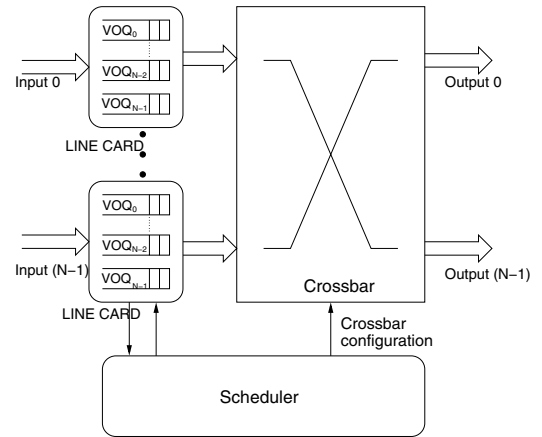 VOQ0
VOQN−2
VOQN−1
Input 0
Output 0
LINE CARD
VOQ0
VOQN−2
VOQN−1
Input (N−1)
Output (N−1)
Crossbar
LINE CARD
Crossbar
configuration
Scheduler